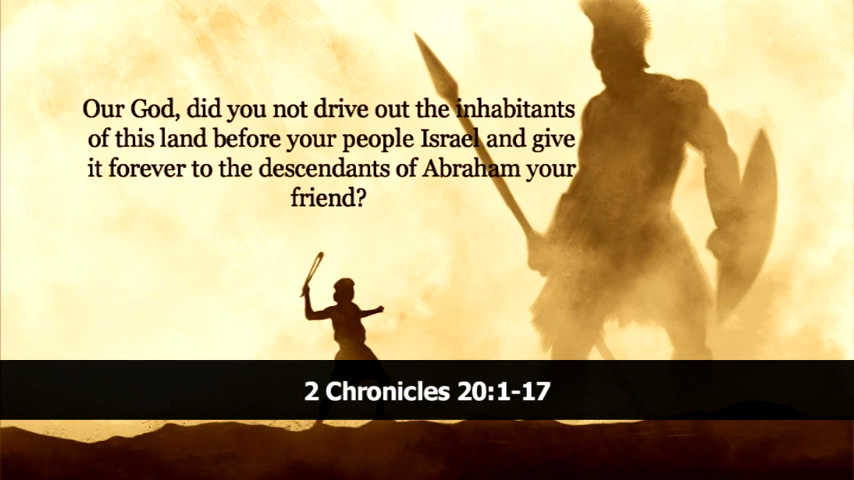 Our God, did you not drive out the inhabitants
of this land before your people Israel and give
it forever to the descendants of Abraham your
friend?
2 Chronicles 20:1-17